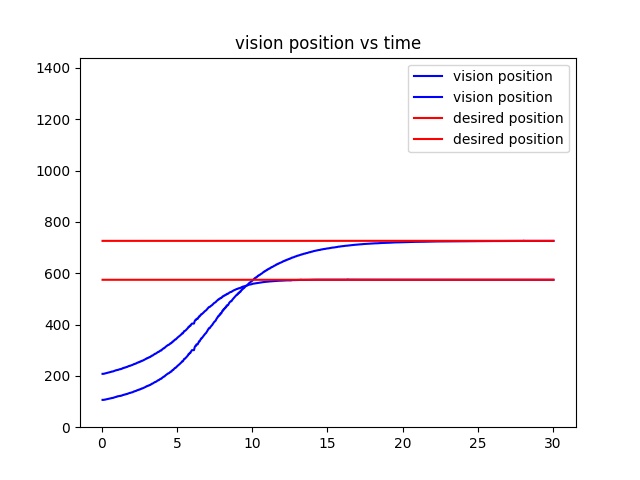 vision position vs time
1400
1200
1000
800
600
400
200
0
vision position
vision position
desired position
desired position
0 5 10 15 20 25 30